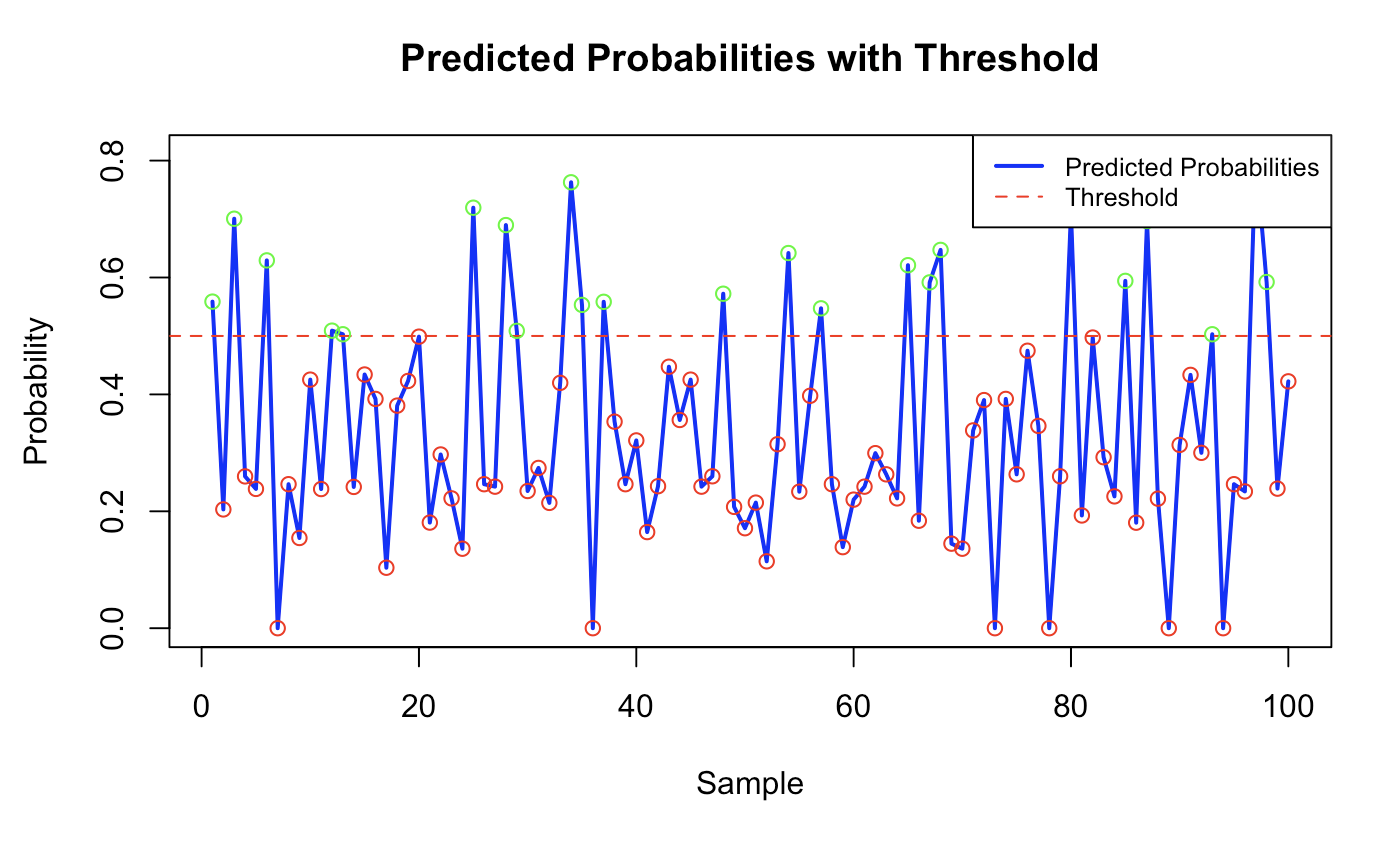 Predicted Probabilities with Threshold
Predicted Probabilities
Threshold
Probability
0.8
0.6
0.4
0.2
0.0
0 20 40 60 80 100
Sample